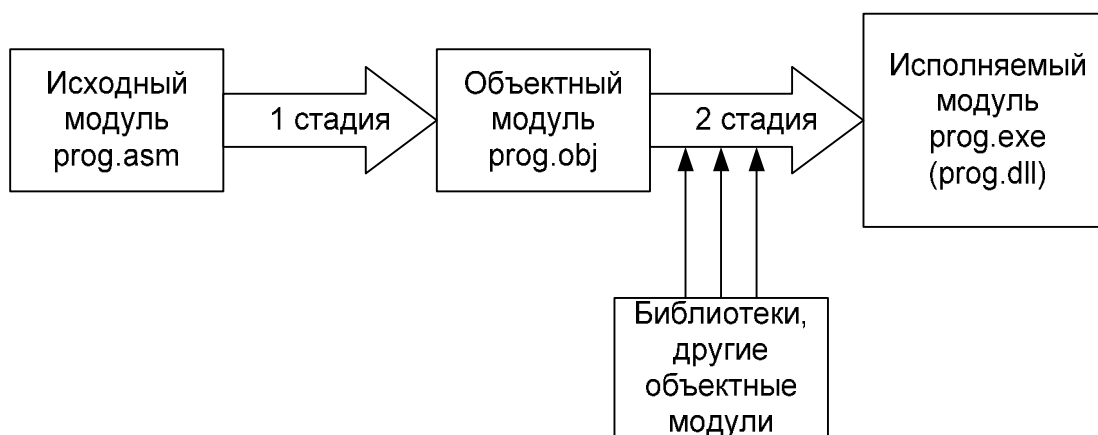 Исходный
модуль
prog.asm
1 стадия
Объектный
модуль
prog.obj
2 стадия
Исполняемый
модуль
prog.exe
(prog.dll)
Библиотеки,
другие
объектные
модули